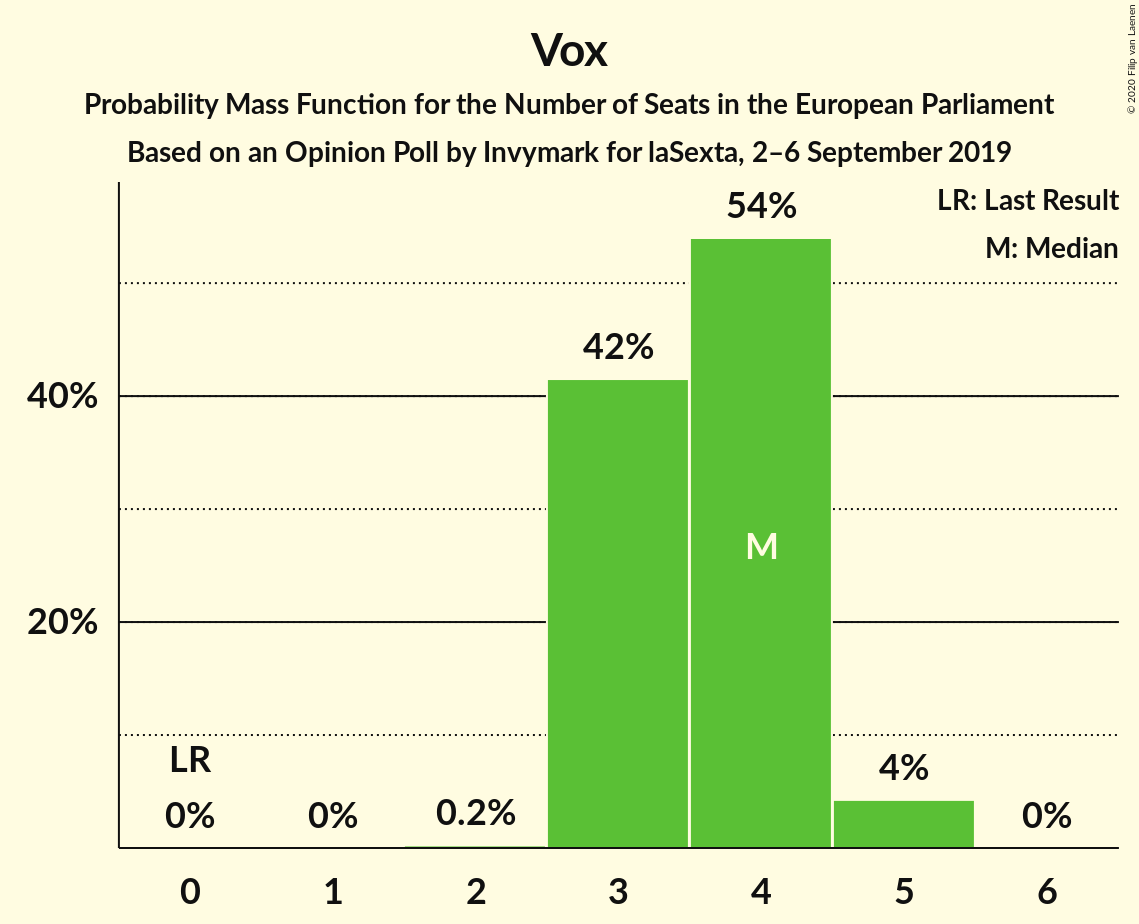 Vox
Probability Mass Function for the Number of Seats in the European Parliament
Based on an Opinion Poll by Invymark for laSexta, 2–6 September 2019
© 2020 Filip van Laenen
LR: Last Result
M: Median
54%
42%
40%
M
20%
LR
4%
0%
0%
0.2%
0%
0
1
2
3
4
5
6